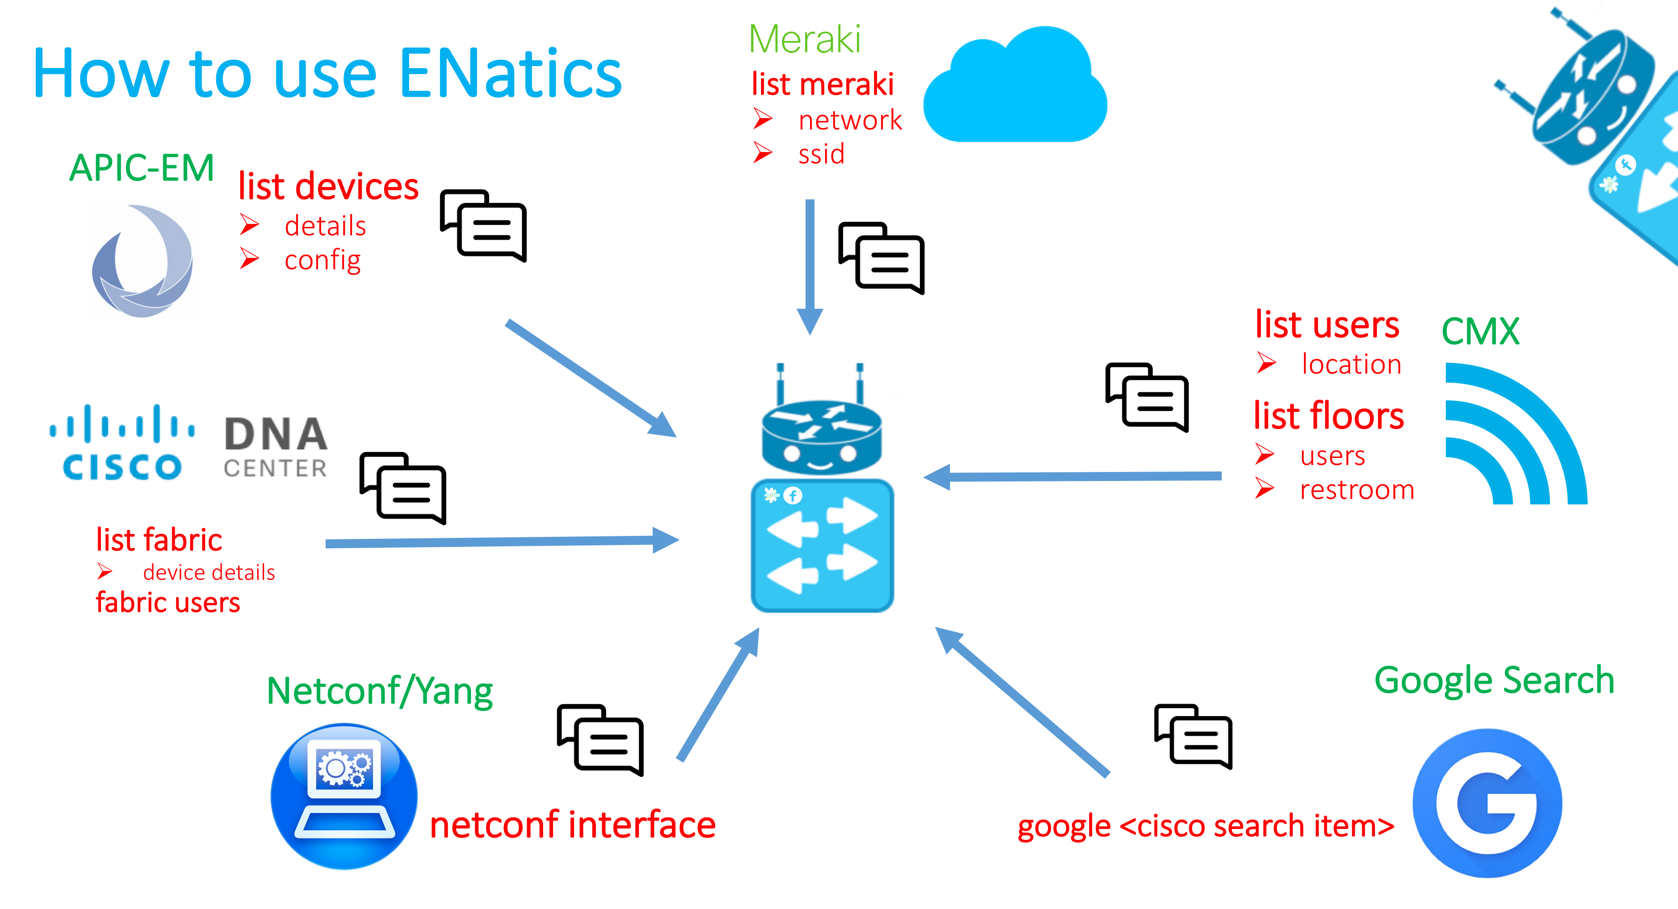 How to use ENatics
Meraki
list meraki
network
ssid
APIC-EM
list devices
details
config
list users
location
CMX
list floors
users
restroom
CISCO
DNA
CENTER
list fabric
device details
fabric users
f
f
Netconf/Yang
netconf interface
Google Search
google <cisco search item>
G